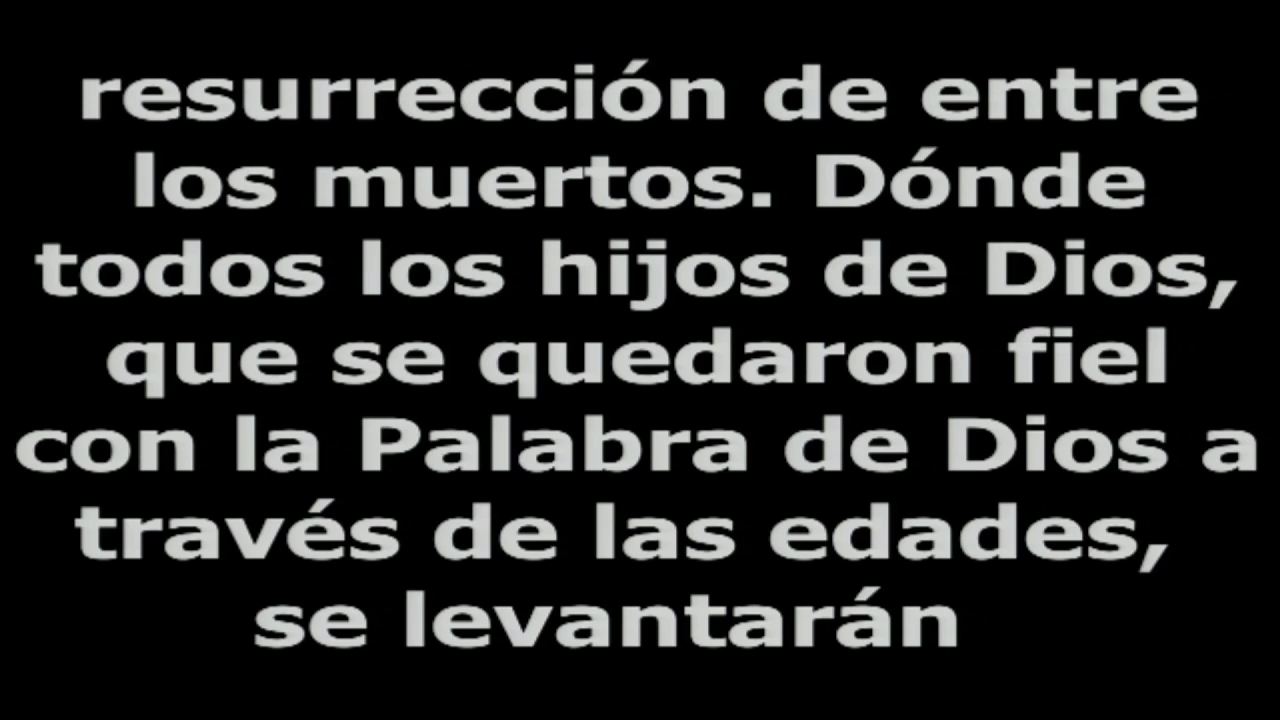 resurrección de entre
los muertos. Dónde
todos los hijos de Dios,
que se quedaron fiel
con la Palabra de Dios a
través de las edades,
se levantarán